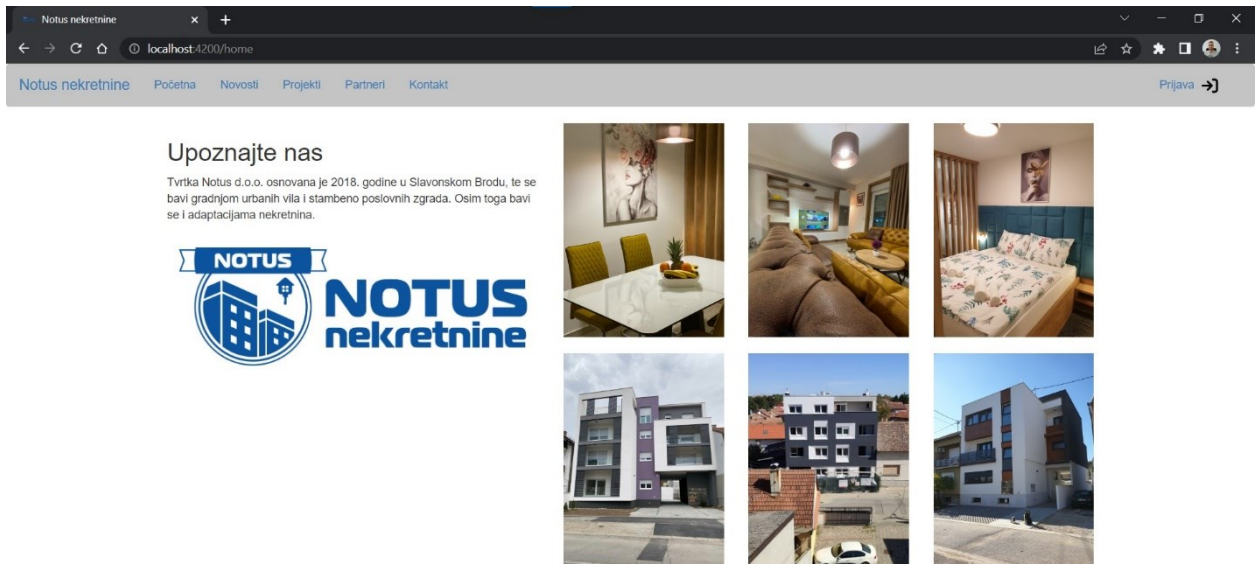 Notus nekretnine
localhost:4200/home
Notus nekretnine Početna Novosti Projekti Partneri Kontakt Prijava
Upoznajte nas
Tvrtka Notus d.o.o. osnovana je 2018. godine u Slavonskom Brodu, te se
bavi gradnjom urbanih vila i stambeno poslovnih zgrada. Osim toga bavi
se i adaptacijama nekretnina.
NOTUS
NOTUS
nekretnine